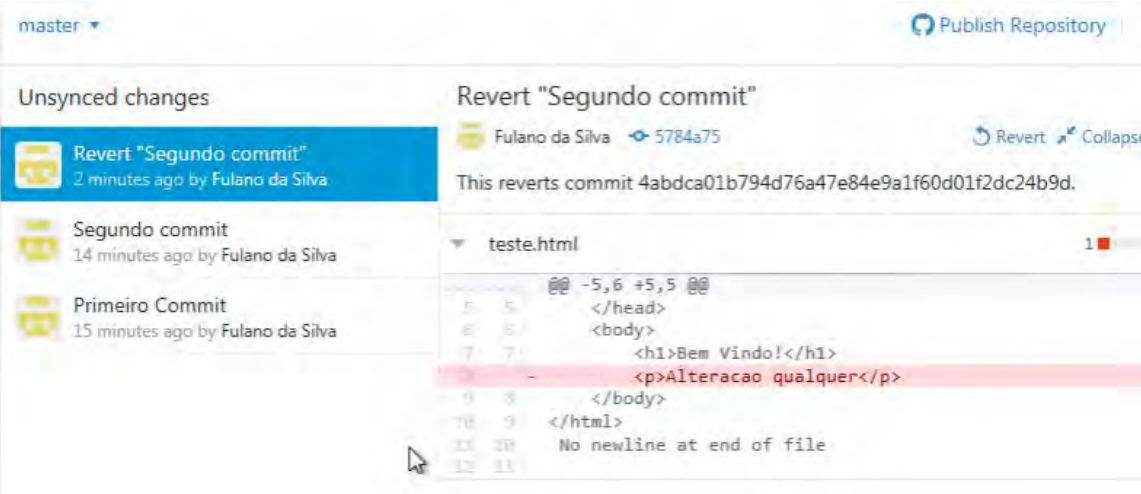 master
Publish Repository
Unsynced changes
Revert "Segundo commit"
2 minutes ago by Fulano da Silva
Segundo commit
14 minutes ago by Fulano da Silva
Primeiro Commit
15 minutes ago by Fulano da Silva
Revert "Segundo commit"
Fulano da Silva 5784a75
Revert Collapse
This reverts commit 4abdca01b794d76a47e84e9a1f60d01f2dc24b9d.
teste.html 1
@@ -5,6 +5,5 @@
5 5 </head>
6 6 <body>
7 7 <h1>Bem Vindo!</h1>
8 - <p>Alteracao qualquer</p>
9 8 </body>
10 9 </html>
11 10 No newline at end of file
12 11